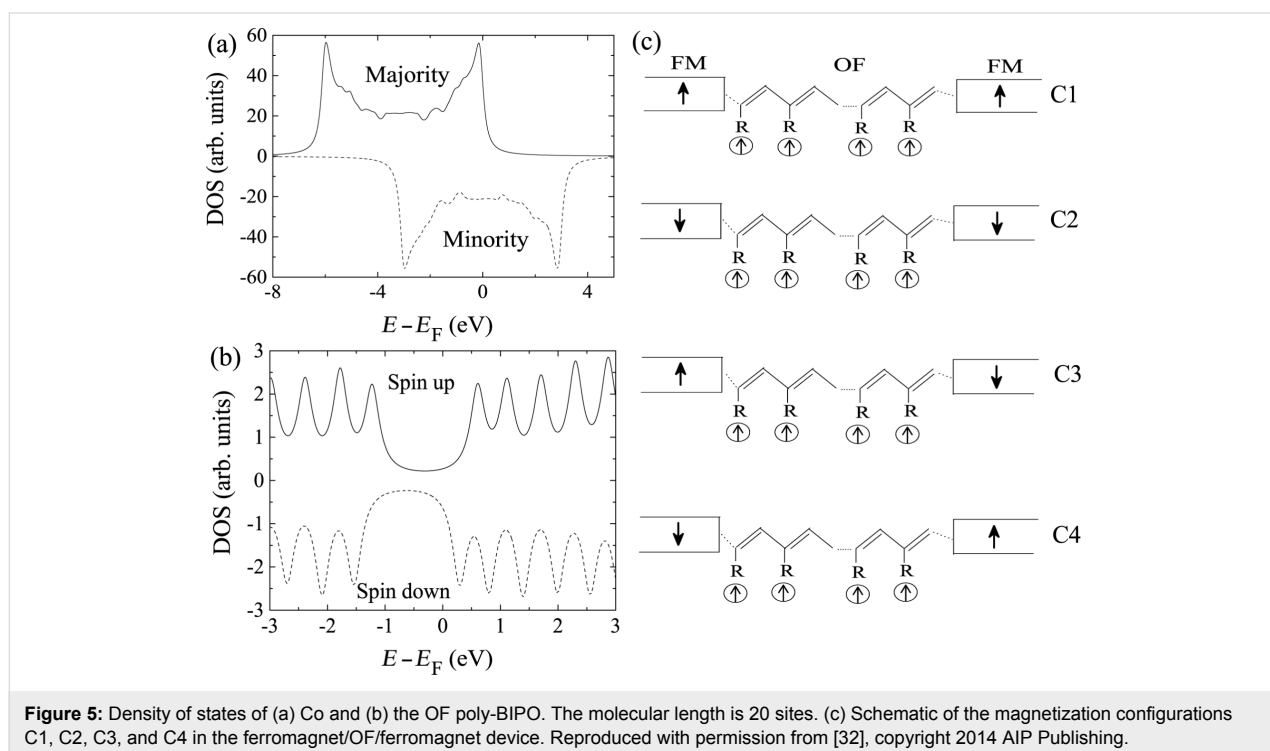 (a)
60
40
20
0
-20
-40
-60
DOS (arb. units)
Majority
Minority
-8 -4 0 4
E − EF (eV)
(b)
3
2
1
0
-1
-2
-3
DOS (arb. units)
Spin up
Spin down
-3 -2 -1 0 1 2 3
E − EF (eV)
(c)
FM OF FM
C1
R R R R
C2
R R R R
C3
R R R R
C4
R R R R
Figure 5: Density of states of (a) Co and (b) the OF poly-BIPO. The molecular length is 20 sites. (c) Schematic of the magnetization configurations
C1, C2, C3, and C4 in the ferromagnet/OF/ferromagnet device. Reproduced with permission from [32], copyright 2014 AIP Publishing.